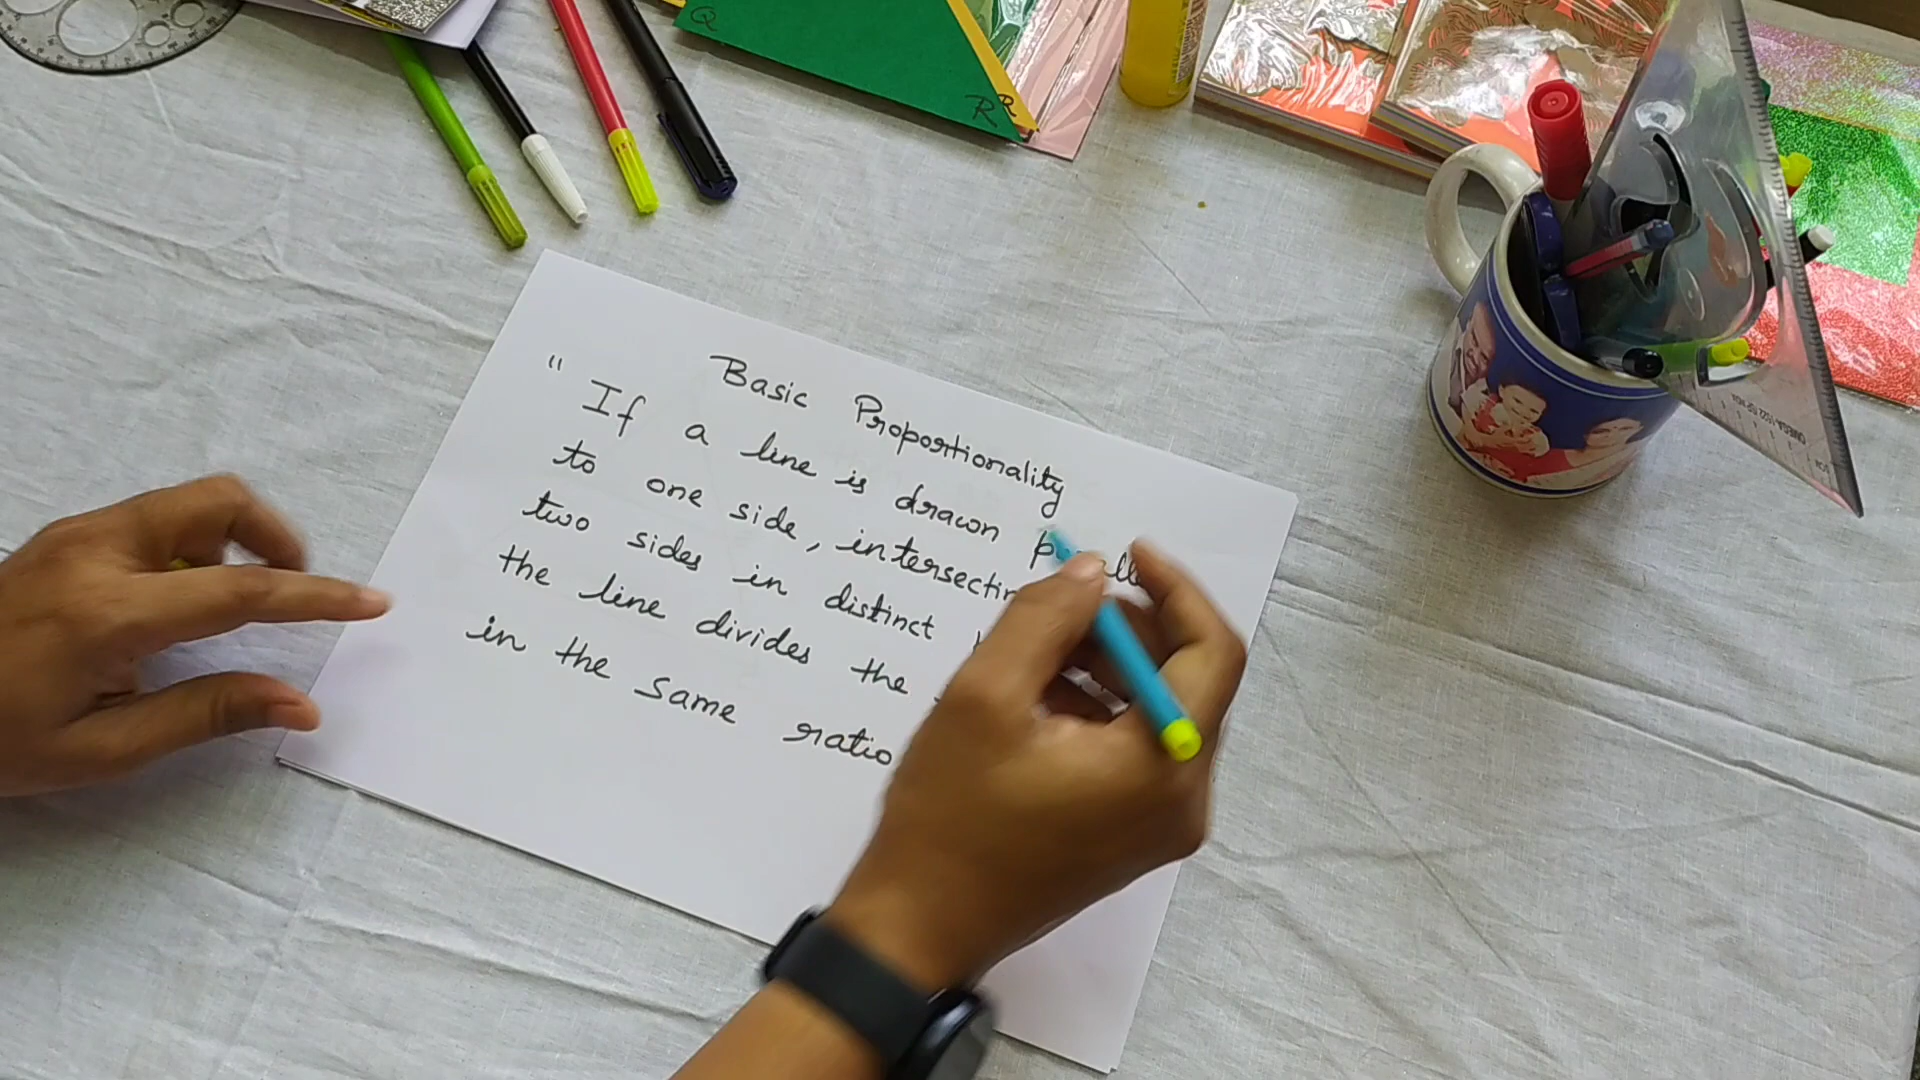 Q
R
R
Basic Proportionality
" If a line is drawn
to one side, intersectin
two sides in distinct
the line divides the
in the same ratio